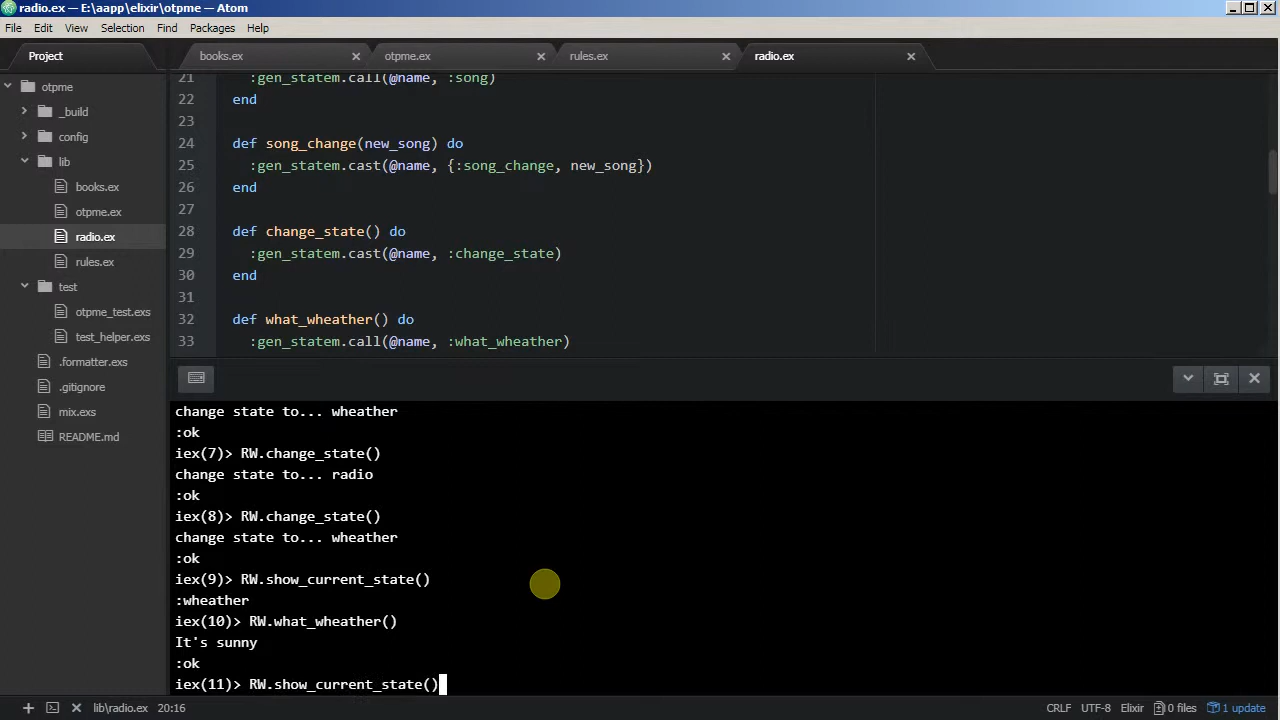 radio.ex — E:\aapp\elixir\otpme — Atom
File Edit View Selection Find Packages Help
Project books.ex otpme.ex rules.ex radio.ex
otpme
_build
config
lib
books.ex
otpme.ex
radio.ex
rules.ex
test
otpme_test.exs
test_helper.exs
.formatter.exs
.gitignore
mix.exs
README.md
21 :gen_statem.call(@name, :song)
22 end
23
24 def song_change(new_song) do
25 :gen_statem.cast(@name, {:song_change, new_song})
26 end
27
28 def change_state() do
29 :gen_statem.cast(@name, :change_state)
30 end
31
32 def what_wheather() do
33 :gen_statem.call(@name, :what_wheather)
change state to... wheather
:ok
iex(7)> RW.change_state()
change state to... radio
:ok
iex(8)> RW.change_state()
change state to... wheather
:ok
iex(9)> RW.show_current_state()
:wheather
iex(10)> RW.what_wheather()
It's sunny
:ok
iex(11)> RW.show_current_state()
lib\radio.ex 20:16 CRLF UTF-8 Elixir 0 files 1 update